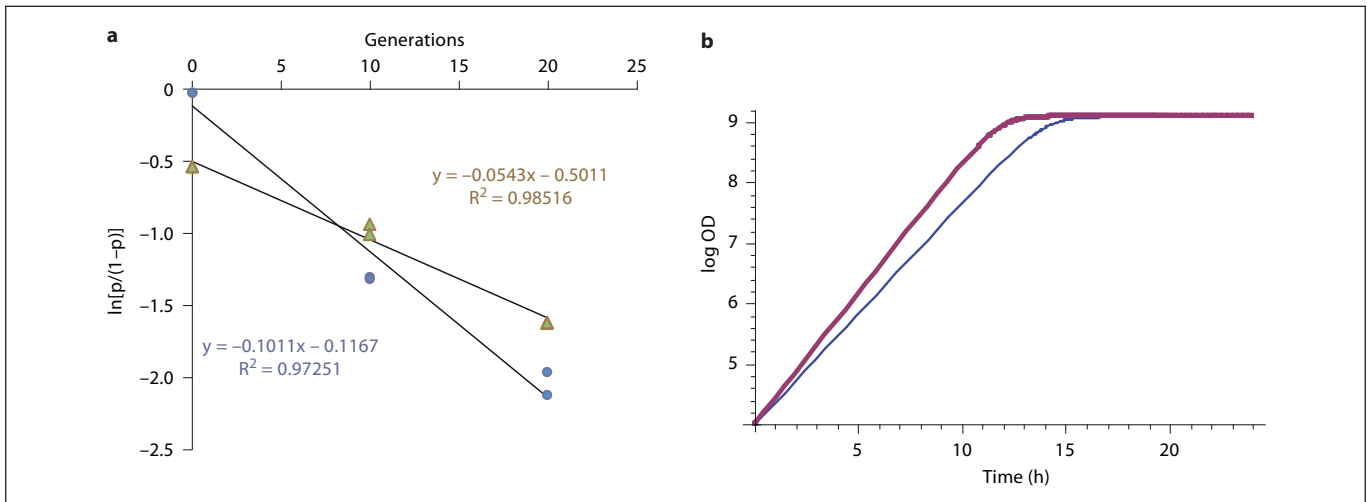 a
Generations
0 5 10 15 20 25
0
–0.5
–1.0
–1.5
–2.0
–2.5
ln[p/(1–p)]
y = –0.0543x – 0.5011
R² = 0.98516
y = –0.1011x – 0.1167
R² = 0.97251
b
9
8
7
6
5
log OD
5 10 15 20
Time (h)